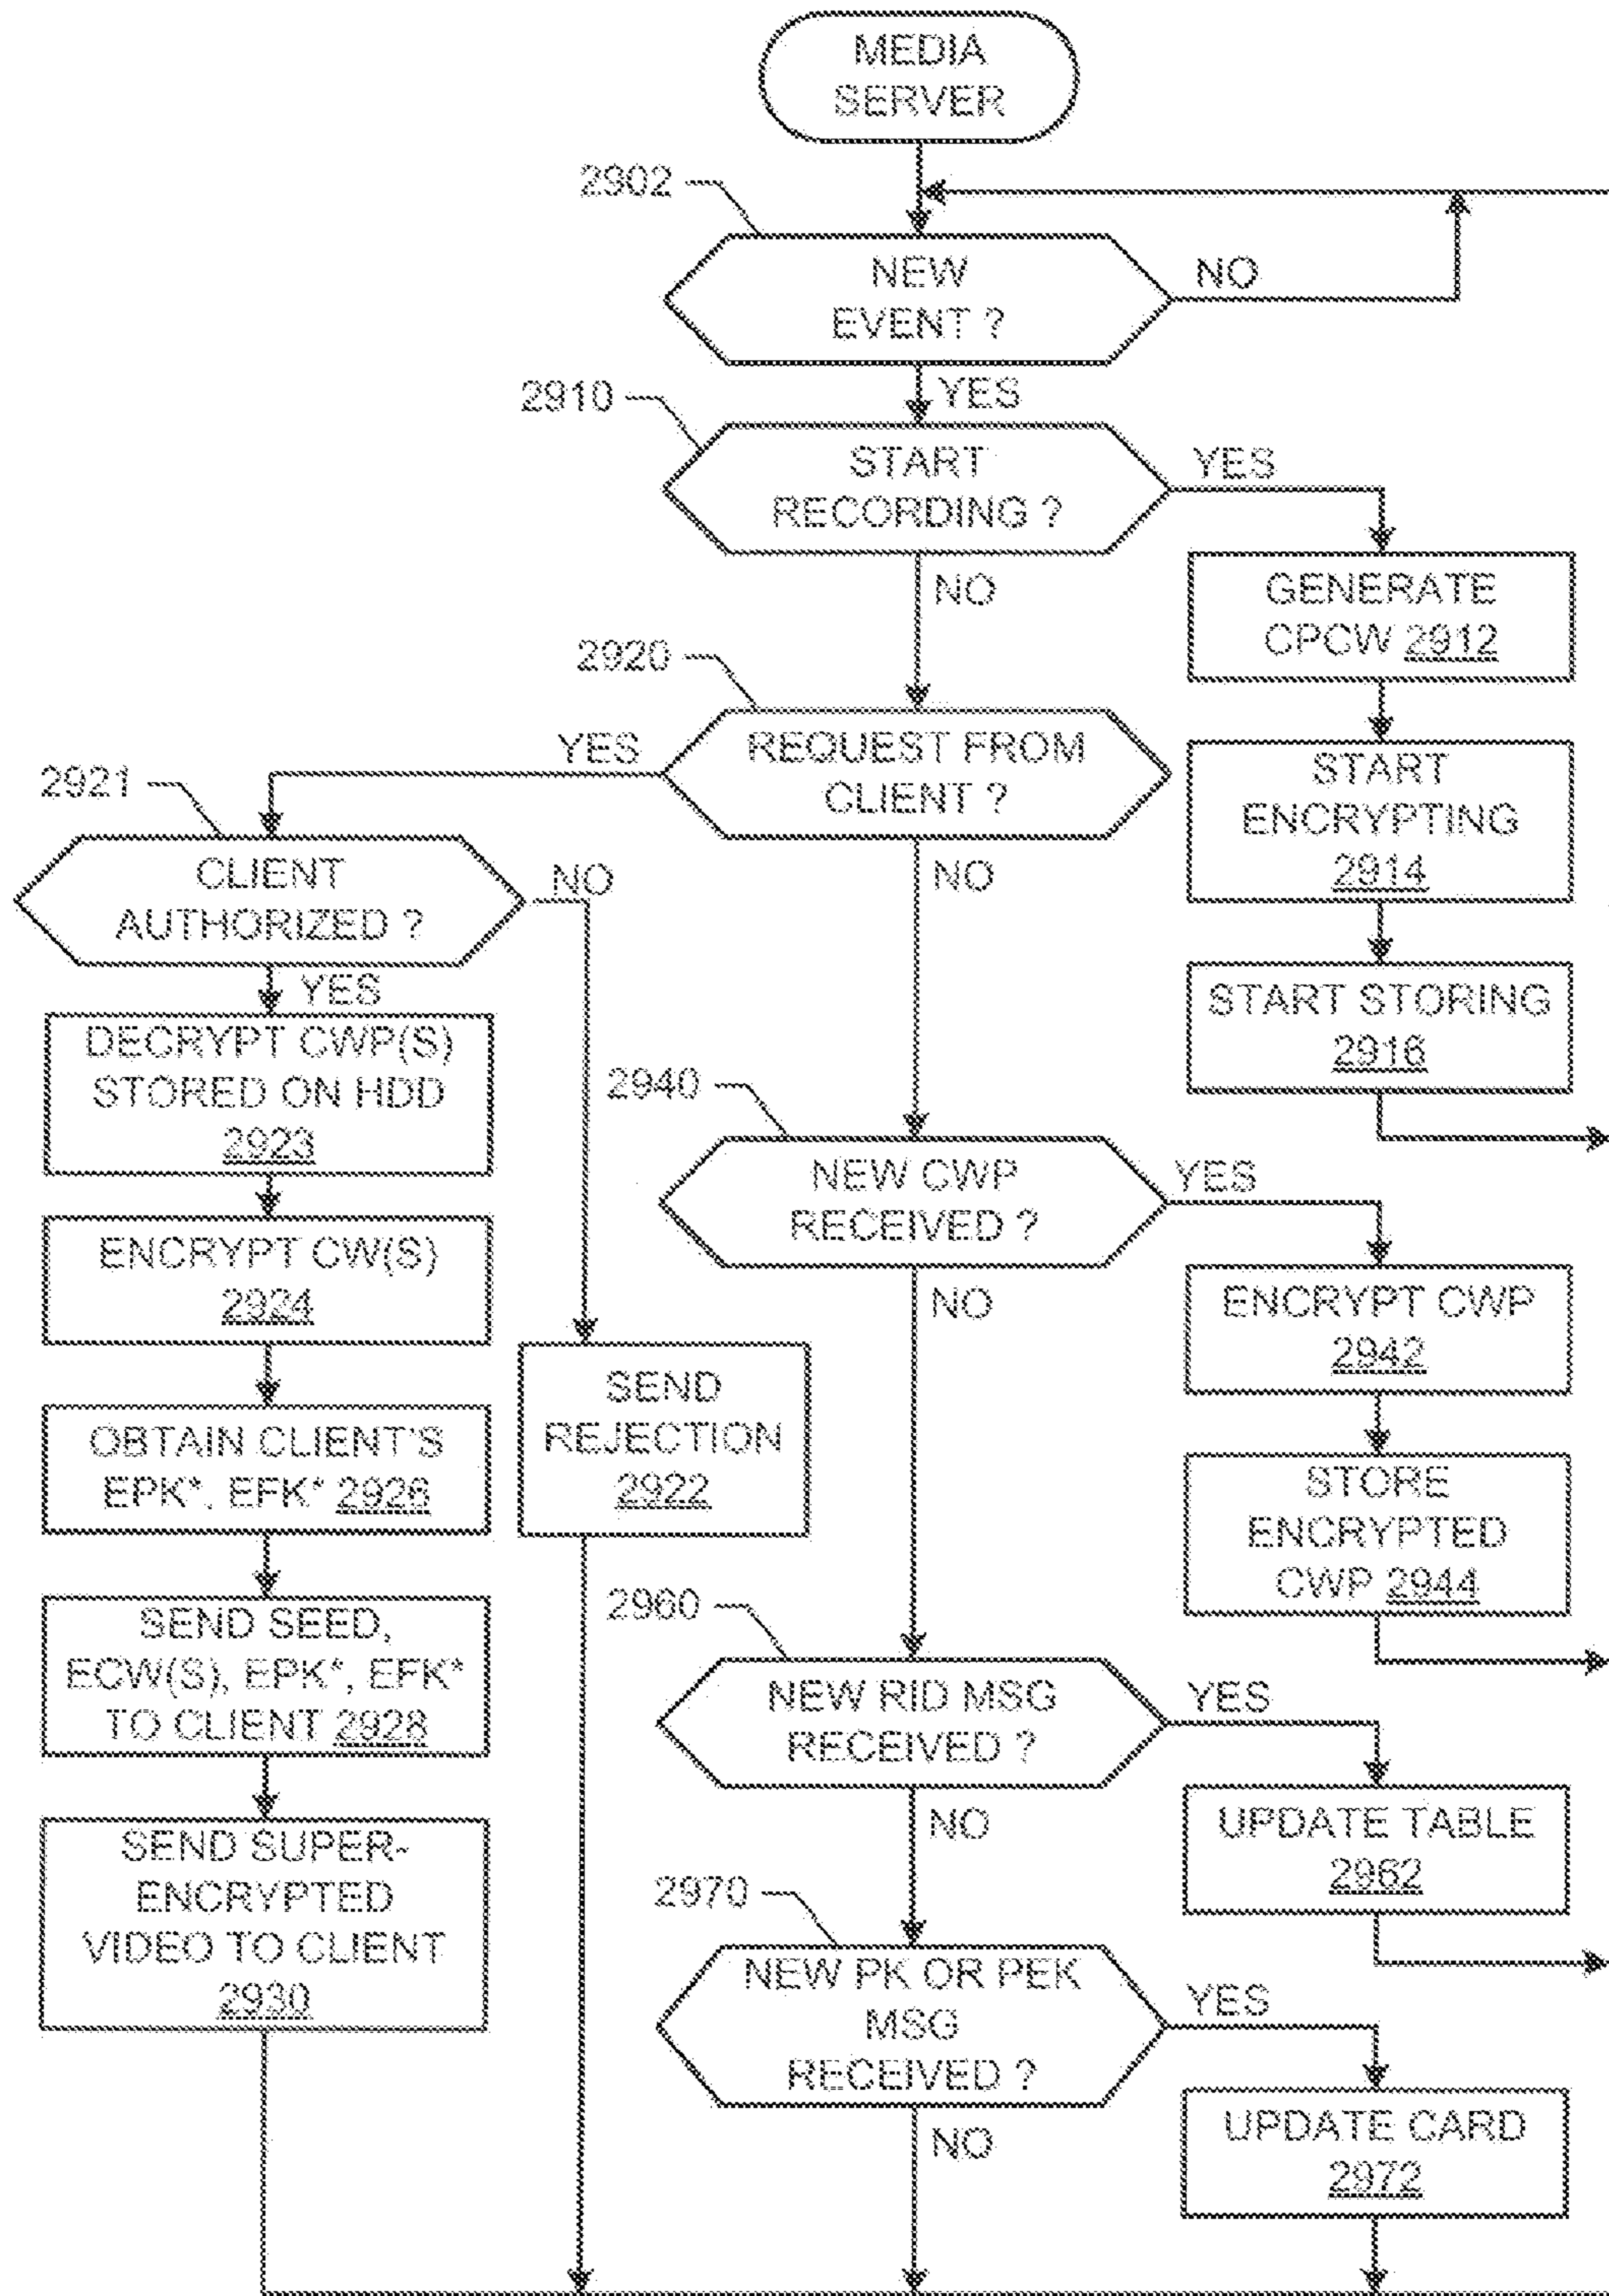 MEDIA
SERVER
2902
NEW
EVENT ?
NO
YES
2910
START
RECORDING ?
YES
NO
GENERATE
CPCW 2912
2920
REQUEST FROM
CLIENT ?
YES
NO
START
ENCRYPTING
2914
2921
CLIENT
AUTHORIZED ?
NO
YES
START STORING
2916
DECRYPT CWP(S)
STORED ON HDD
2923
2940
NEW CWP
RECEIVED ?
YES
NO
ENCRYPT CW(S)
2924
ENCRYPT CWP
2942
SEND
REJECTION
2922
OBTAIN CLIENT'S
EPK*, EFK* 2926
STORE
ENCRYPTED
CWP 2944
SEND SEED,
ECW(S), EPK*, EFK*
TO CLIENT 2928
2960
NEW RID MSG
RECEIVED ?
YES
NO
UPDATE TABLE
2962
SEND SUPER-
ENCRYPTED
VIDEO TO CLIENT
2930
2970
NEW PK OR PEK
MSG
RECEIVED ?
YES
NO
UPDATE CARD
2972